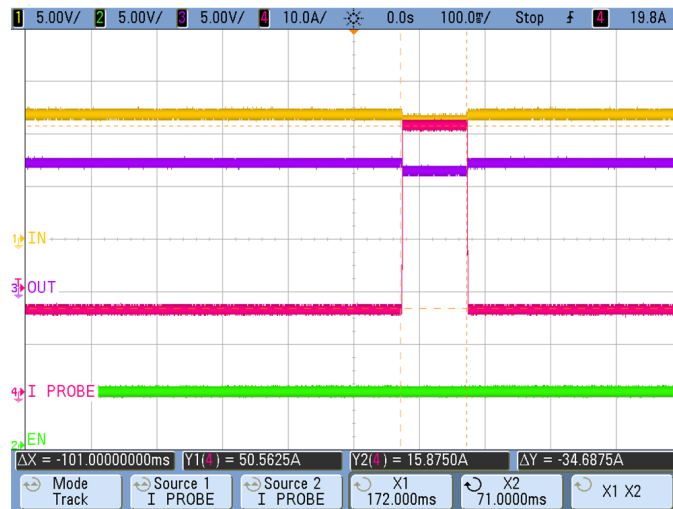 1 5.00V/ 2 5.00V/ 3 5.00V/ 4 10.0A/ 0.0s 100.0m/ Stop 4 19.8A
1 IN
3 OUT
4 I PROBE
2 EN
ΔX = -101.00000000ms Y1(4) = 50.5625A Y2(4) = 15.8750A ΔY = -34.6875A
Mode Source 1 Source 2 X1 X2 X1 X2
Track I PROBE I PROBE 172.000ms 71.0000ms